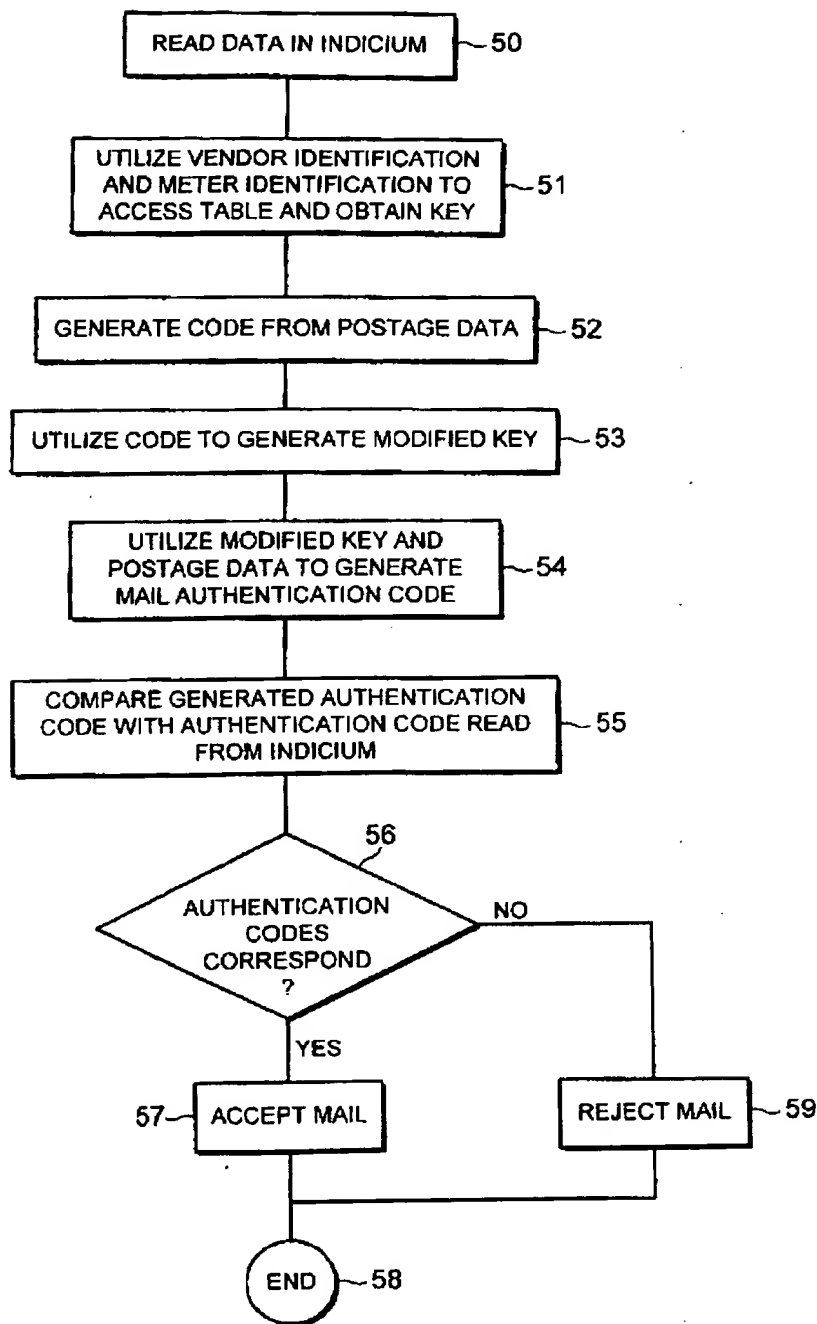 READ DATA IN INDICIUM
50
UTILIZE VENDOR IDENTIFICATION
AND METER IDENTIFICATION TO
ACCESS TABLE AND OBTAIN KEY
51
GENERATE CODE FROM POSTAGE DATA
52
UTILIZE CODE TO GENERATE MODIFIED KEY
53
UTILIZE MODIFIED KEY AND
POSTAGE DATA TO GENERATE
MAIL AUTHENTICATION CODE
54
COMPARE GENERATED AUTHENTICATION
CODE WITH AUTHENTICATION CODE READ
FROM INDICIUM
55
56
AUTHENTICATION
CODES
CORRESPOND
?
NO
YES
57
ACCEPT MAIL
REJECT MAIL
59
END
58